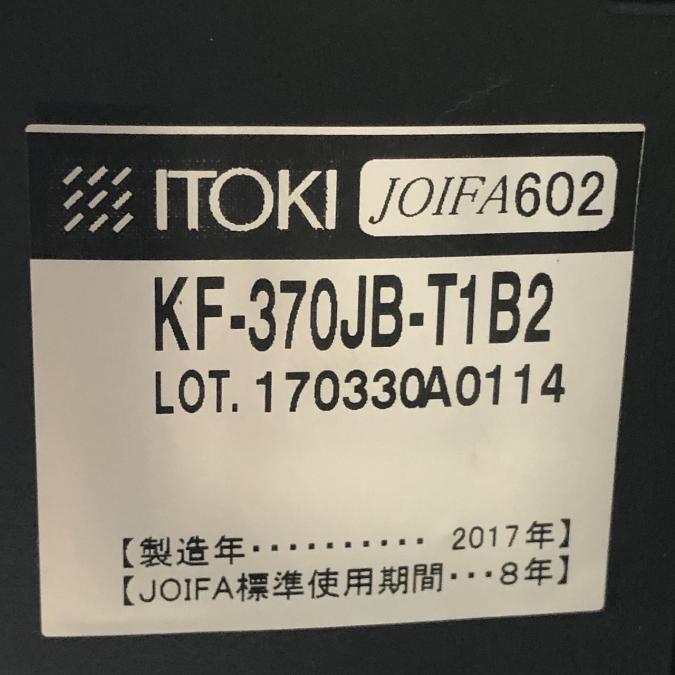 ITOKI JOIFA602
KF-370JB-T1B2
LOT. 170330A0114
【製造年・・・・・・・・・・ 2017年】
【JOIFA標準使用期間・・・8年】